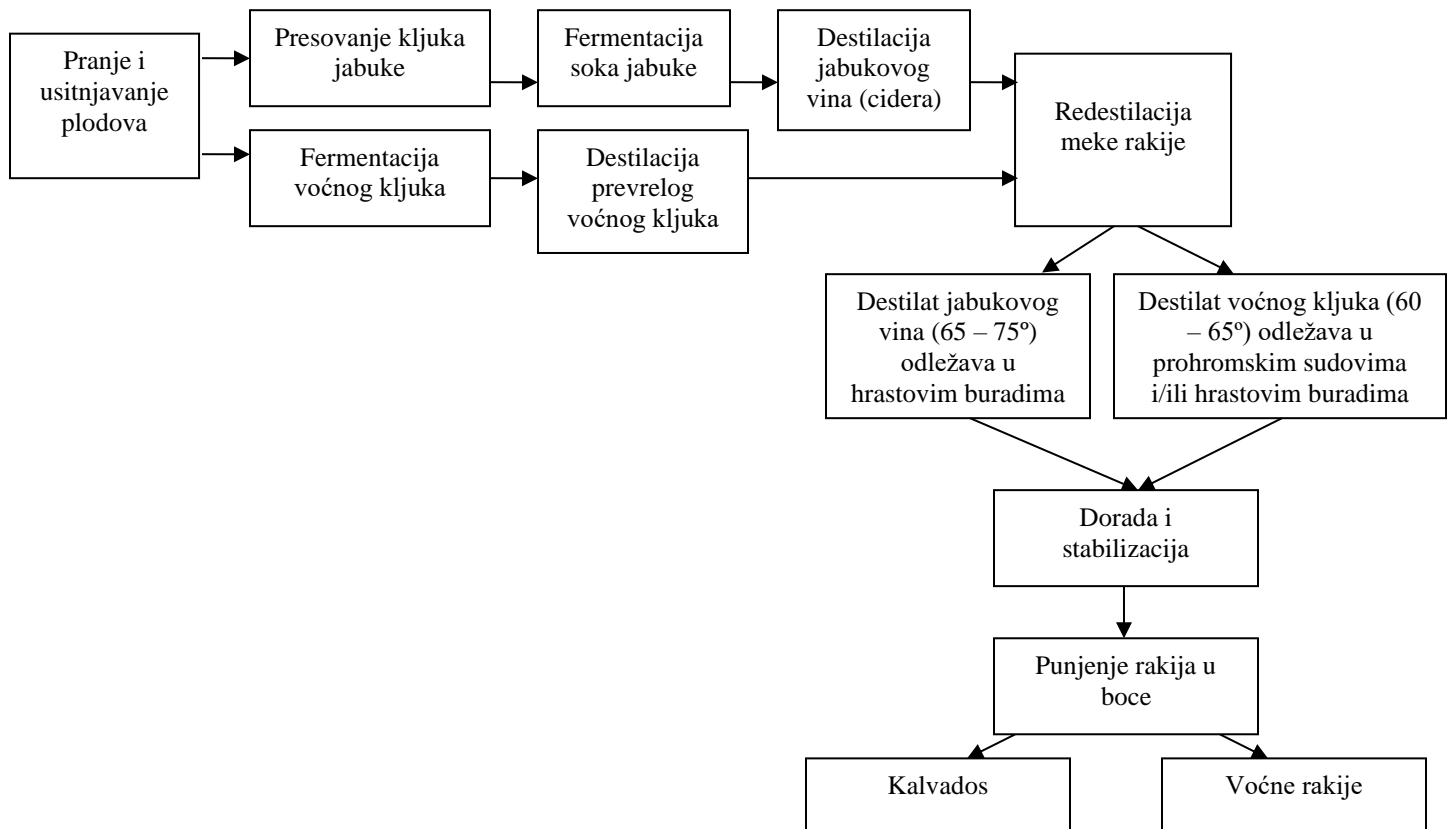 Pranje i
usitnjavanje
plodova
Presovanje kljuka
jabuke
Fermentacija
soka jabuke
Destilacija
jabukovog
vina (cidera)
Redestilacija
meke rakije
Fermentacija
voćnog kljuka
Destilacija
prevrelog
voćnog kljuka
Destilat jabukovog
vina (65 – 75º)
odležava u
hrastovim buradima
Destilat voćnog kljuka (60
– 65º) odležava u
prohromskim sudovima
i/ili hrastovim buradima
Dorada i
stabilizacija
Punjenje rakija u
boce
Kalvados
Voćne rakije